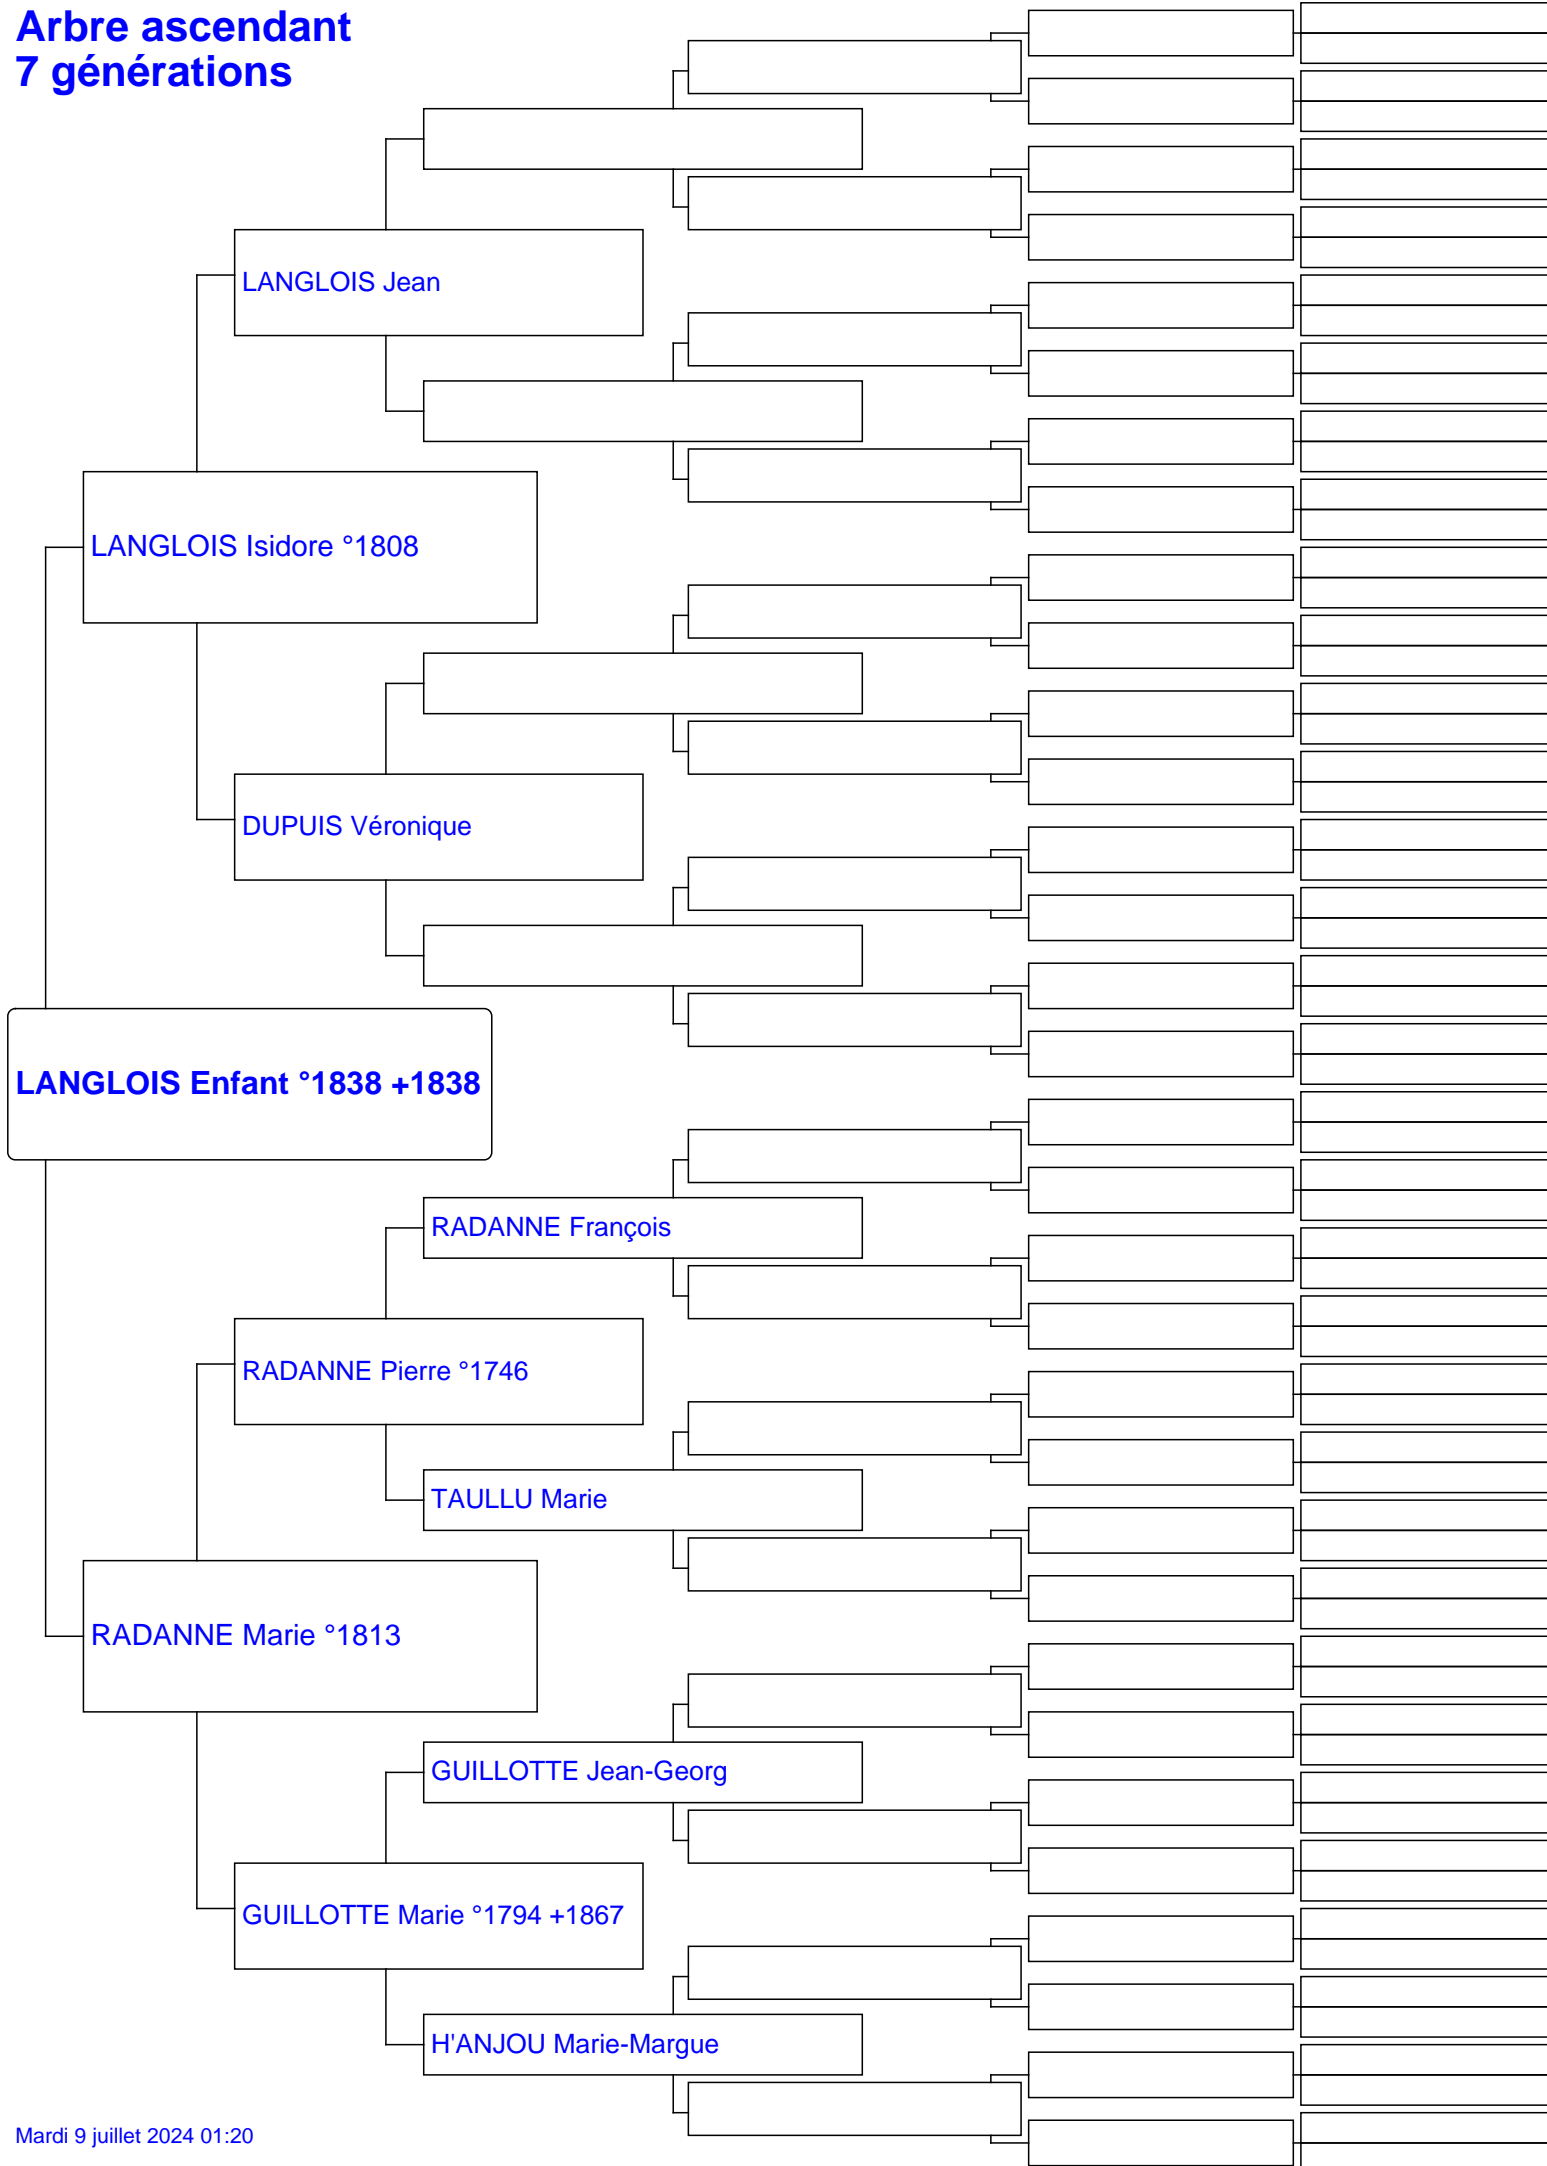 Arbre ascendant
7 générations
LANGLOIS Jean
LANGLOIS Isidore °1808
DUPUIS Véronique
LANGLOIS Enfant °1838 +1838
RADANNE François
RADANNE Pierre °1746
TAULLU Marie
RADANNE Marie °1813
GUILLOTTE Jean-Georg
GUILLOTTE Marie °1794 +1867
H'ANJOU Marie-Margue
Mardi 9 juillet 2024 01:20